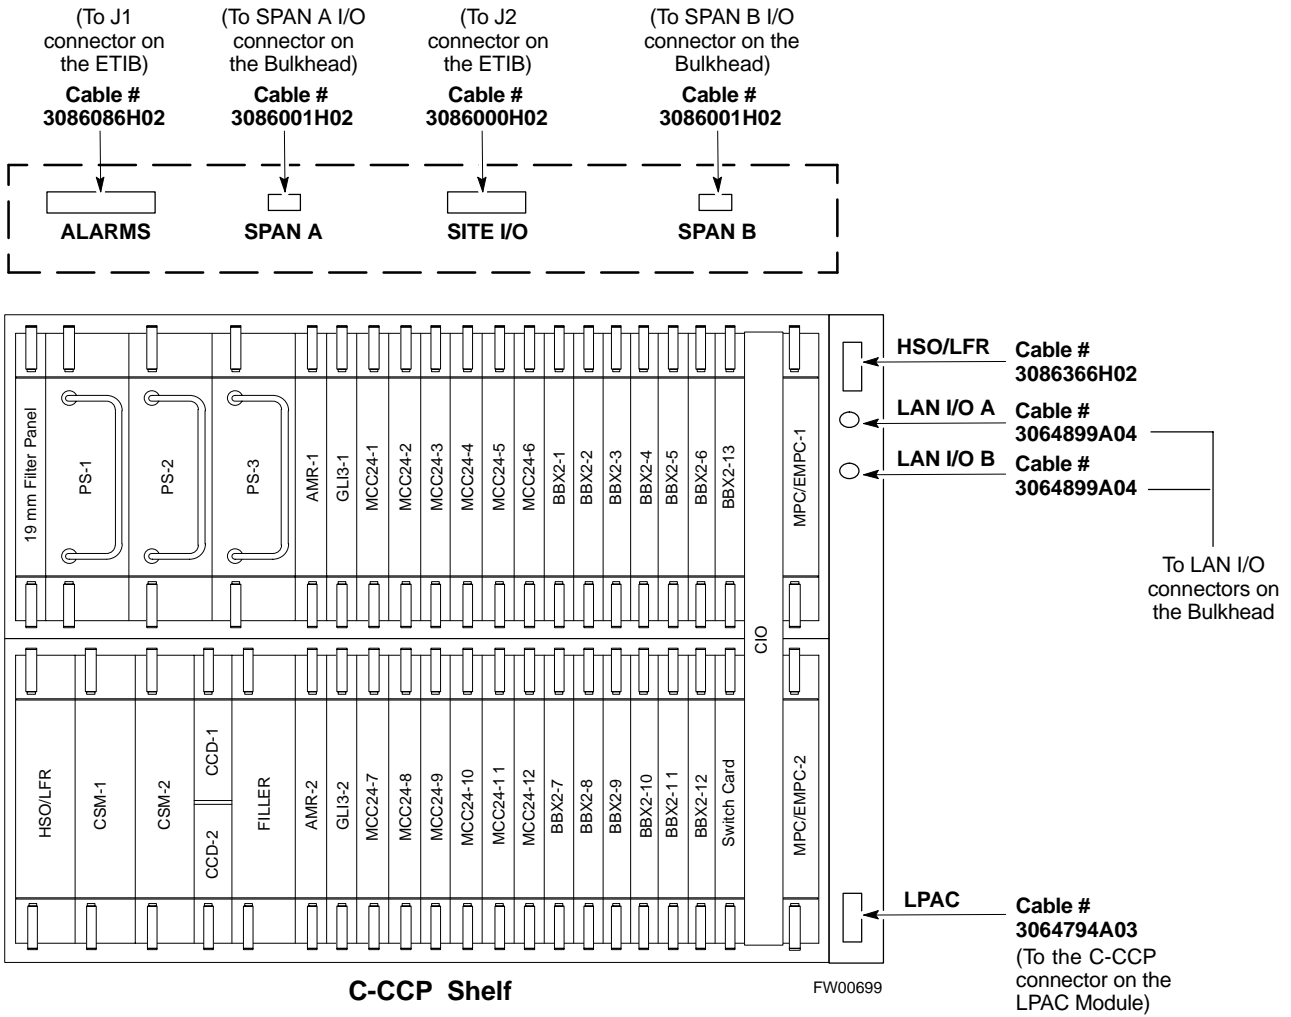 (To J1
connector on
the ETIB)
Cable #
3086086H02
(To SPAN A I/O
connector on
the Bulkhead)
Cable #
3086001H02
(To J2
connector on
the ETIB)
Cable #
3086000H02
(To SPAN B I/O
connector on the
Bulkhead)
Cable #
3086001H02
ALARMS
SPAN A
SITE I/O
SPAN B
19 mm Filter Panel
PS-1
PS-2
PS-3
AMR-1
GLI3-1
MCC24-1
MCC24-2
MCC24-3
MCC24-4
MCC24-5
MCC24-6
BBX2-1
BBX2-2
BBX2-3
BBX2-4
BBX2-5
BBX2-6
BBX2-13
CIO
MPC/EMPC-1
HSO/LFR
CSM-1
CSM-2
CCD-1
CCD-2
FILLER
AMR-2
GLI3-2
MCC24-7
MCC24-8
MCC24-9
MCC24-10
MCC24-11
MCC24-12
BBX2-7
BBX2-8
BBX2-9
BBX2-10
BBX2-11
BBX2-12
Switch Card
MPC/EMPC-2
HSO/LFR
Cable #
3086366H02
LAN I/O A
Cable #
3064899A04
LAN I/O B
Cable #
3064899A04
To LAN I/O
connectors on
the Bulkhead
LPAC
Cable #
3064794A03
(To the C-CCP
connector on the
LPAC Module)
C-CCP Shelf
FW00699